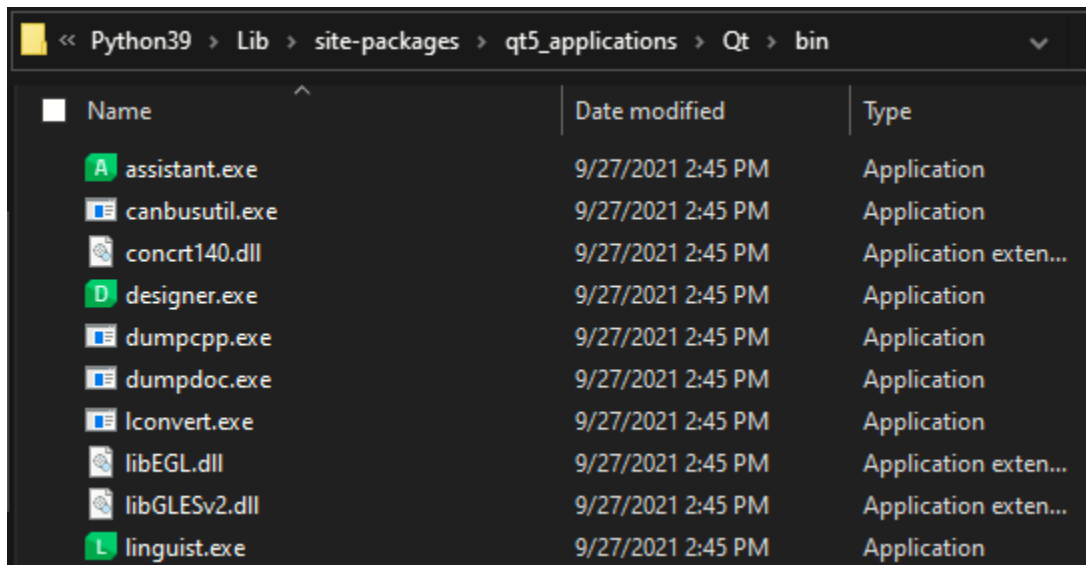 « Python39 > Lib > site-packages > qt5_applications > Qt > bin
Name Date modified Type
assistant.exe 9/27/2021 2:45 PM Application
canbusutil.exe 9/27/2021 2:45 PM Application
concrt140.dll 9/27/2021 2:45 PM Application exten...
designer.exe 9/27/2021 2:45 PM Application
dumpcpp.exe 9/27/2021 2:45 PM Application
dumpdoc.exe 9/27/2021 2:45 PM Application
lconvert.exe 9/27/2021 2:45 PM Application
libEGL.dll 9/27/2021 2:45 PM Application exten...
libGLESv2.dll 9/27/2021 2:45 PM Application exten...
linguist.exe 9/27/2021 2:45 PM Application